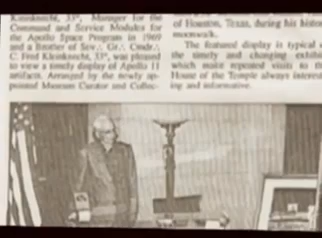 Kleinknecht, 33°, Manager for the
Command and Service Modules for
the Apollo Space Program in 1969
and a Brother of Sov∴ Gr∴ Cmdr∴
C. Fred Kleinknecht, 33°, was pleased
to view a timely display of Apollo 11
artifacts. Arranged by the newly ap-
pointed Museum Curator and Collec-
of Houston, Texas, during his histor
moonwalk.
The featured display is typical o
the timely and changing exhibi
which make repeated visits to th
House of the Temple always interest
ing and informative.